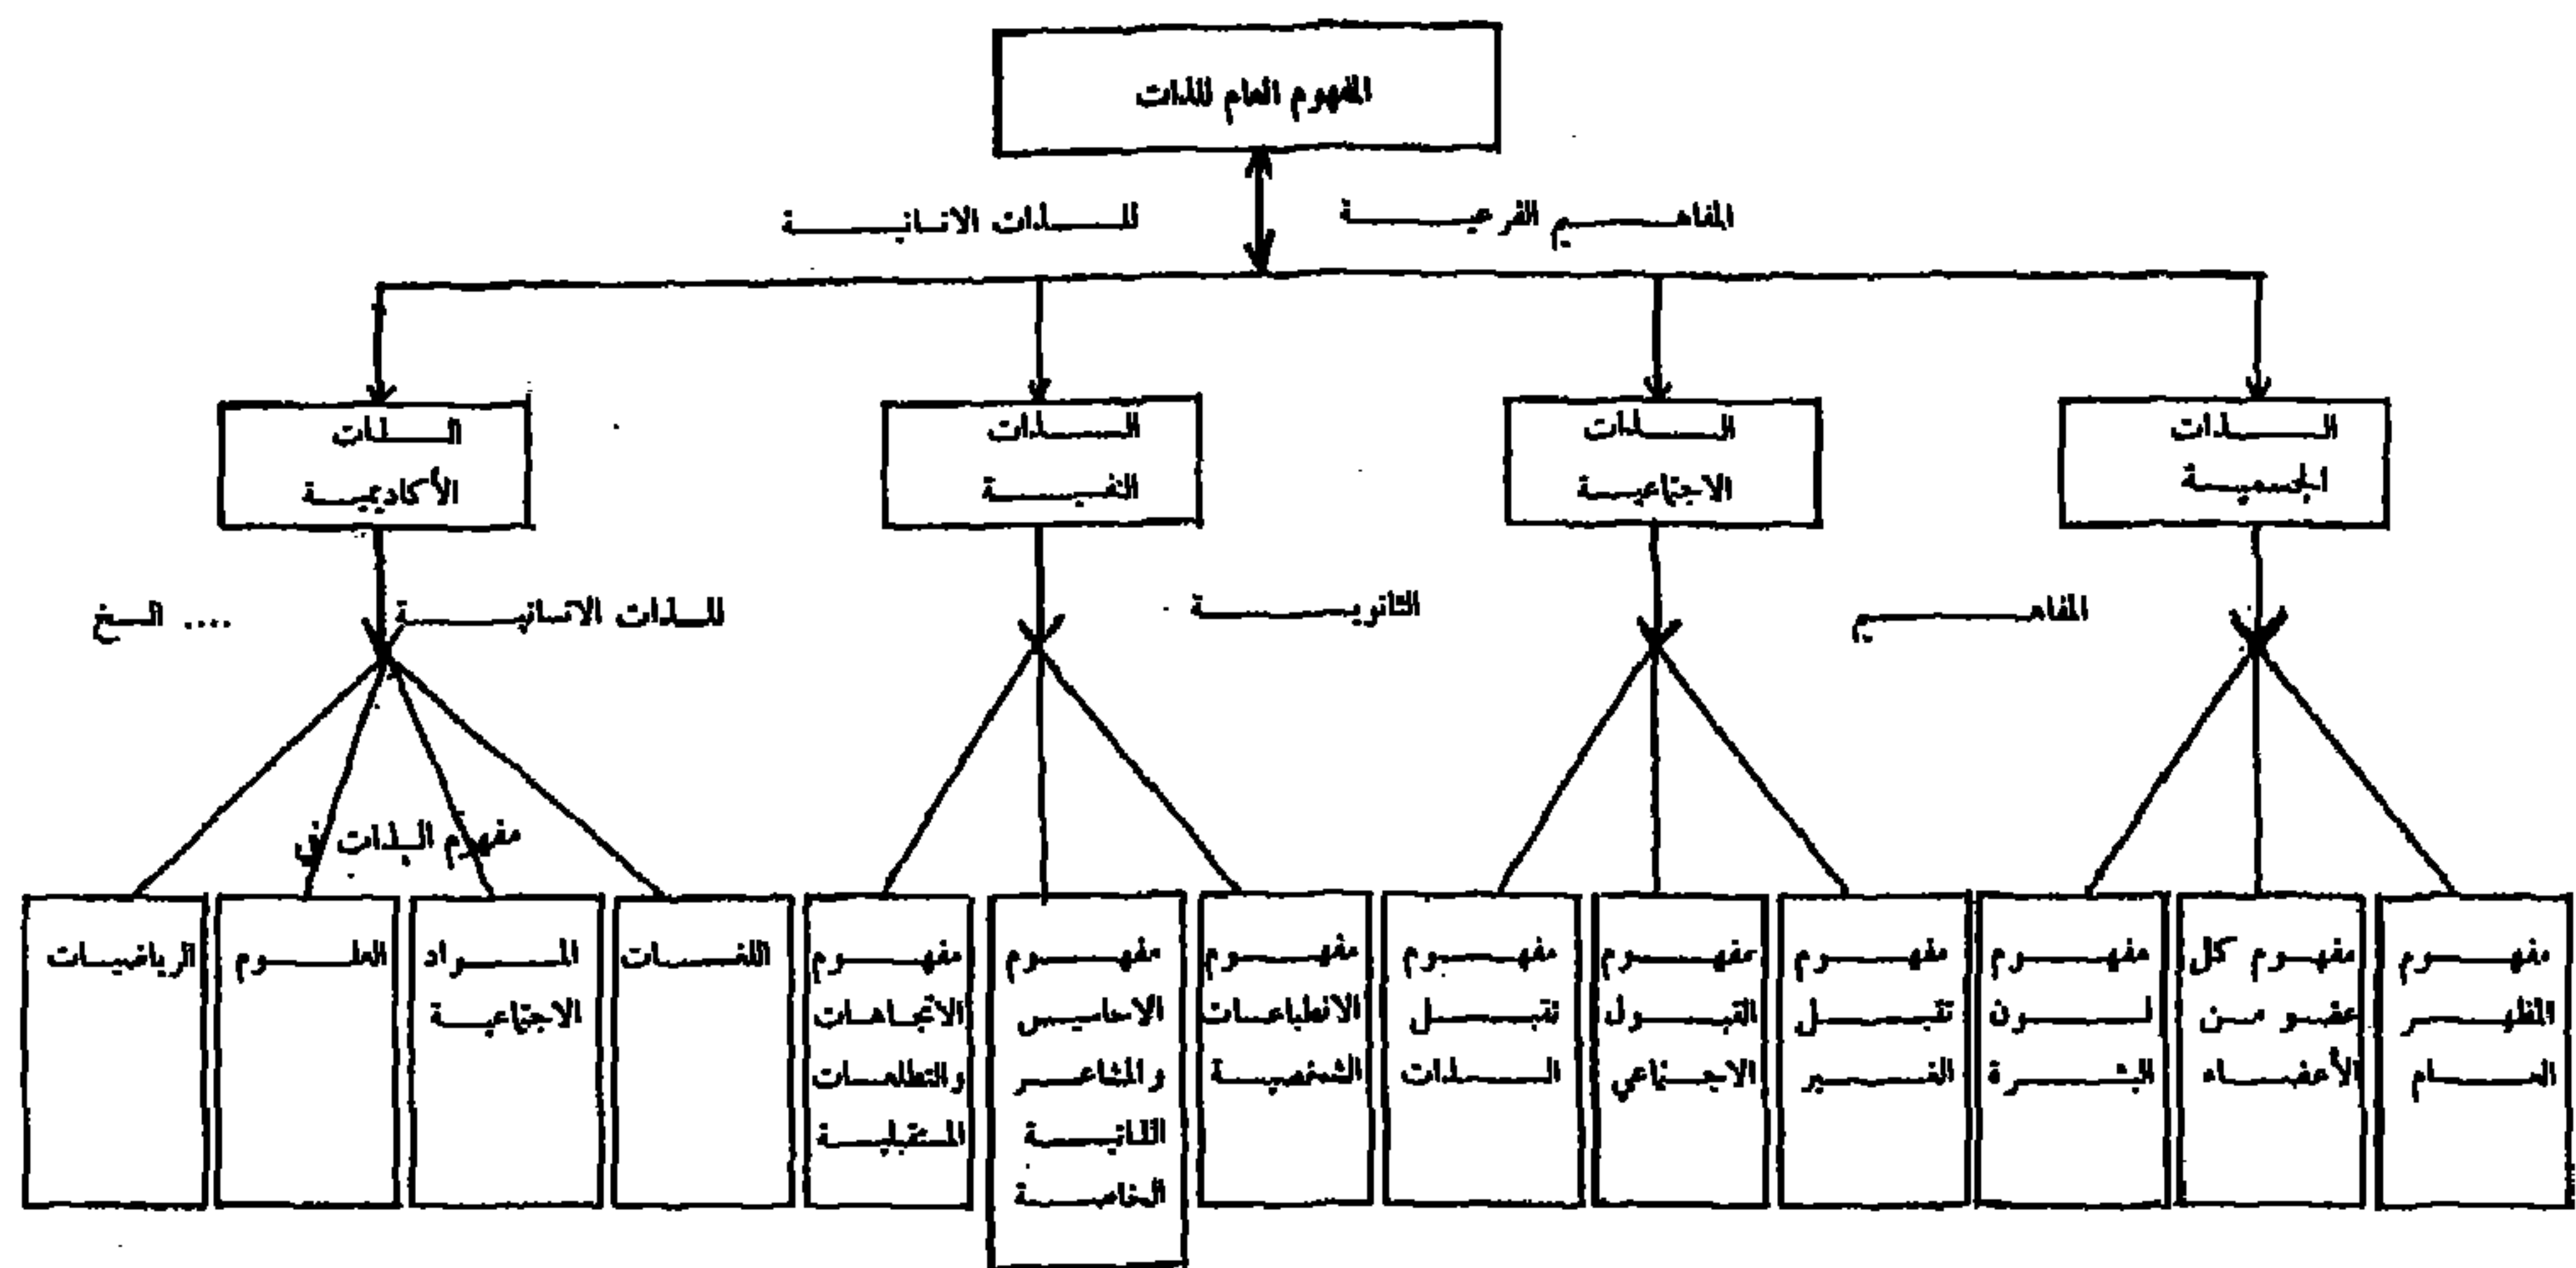 المفهوم العام للذات
المفاهيم الفرعية للذات الانسانية
الذات
الجسمية
الذات
الاجتماعية
الذات
النفسية
الذات
الأكاديمية
المفاهيم الثانوية للذات الانسانية .... الخ
مفهوم الذات في
مفهوم
المظهر
العام
مفهوم كل
عضو من
الأعضاء
مفهوم
لون
البشرة
مفهوم
تقبل
الغير
مفهوم
القبول
الاجتماعي
مفهوم
تقبل
الذات
مفهوم
الانطباعات
الشخصية
مفهوم
الاحاسيس
والمشاعر
الذاتية
الخاصة
مفهوم
الاتجاهات
والتطلعات
المستقبلية
اللغات
المواد
الاجتماعية
العلوم
الرياضيات